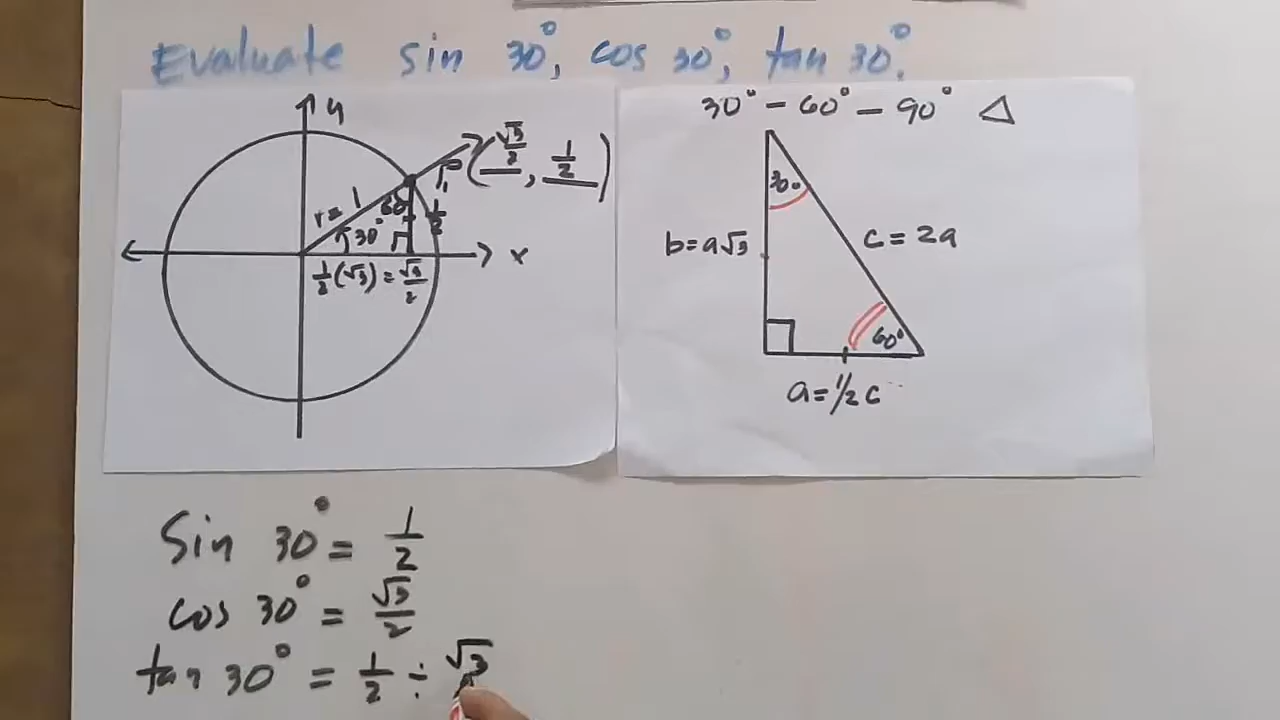 Evaluate sin 30°, cos 30°, tan 30°.
y
(√3/2, 1/2)
r = 1
60
1/2
30°
x
1/2 (√3) = √3/2
30° - 60° - 90° △
30°
b = a√3
c = 2a
60°
a = 1/2 c
Sin 30° = 1/2
cos 30° = √3/2
tan 30° = 1/2 ÷ √3